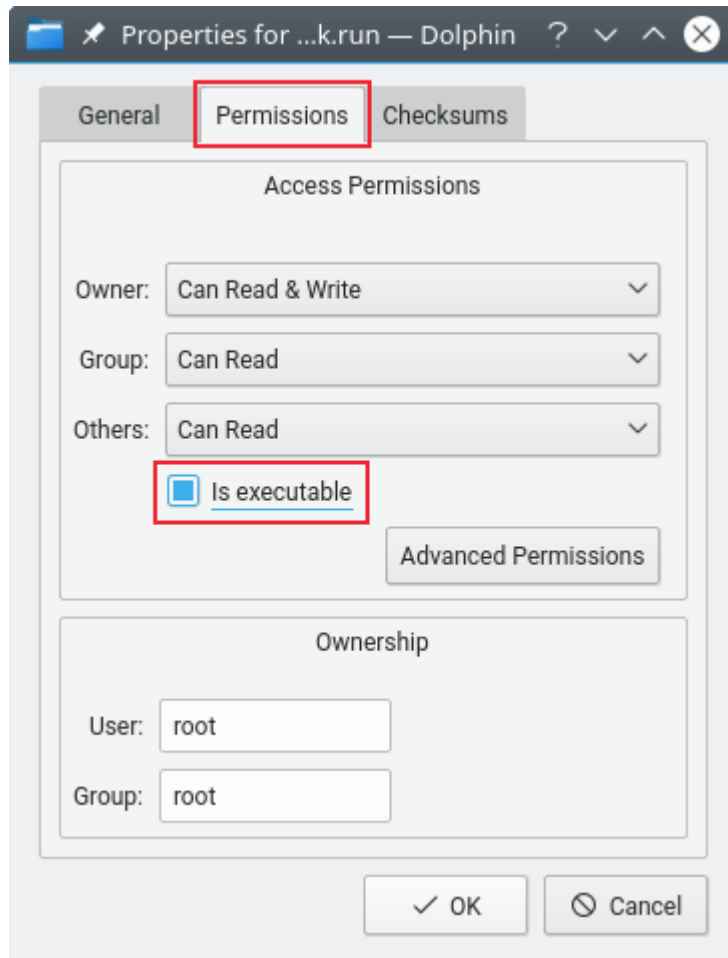 Properties for ...k.run — Dolphin
General Permissions Checksums
Access Permissions
Owner: Can Read & Write
Group: Can Read
Others: Can Read
Is executable
Advanced Permissions
Ownership
User: root
Group: root
OK Cancel